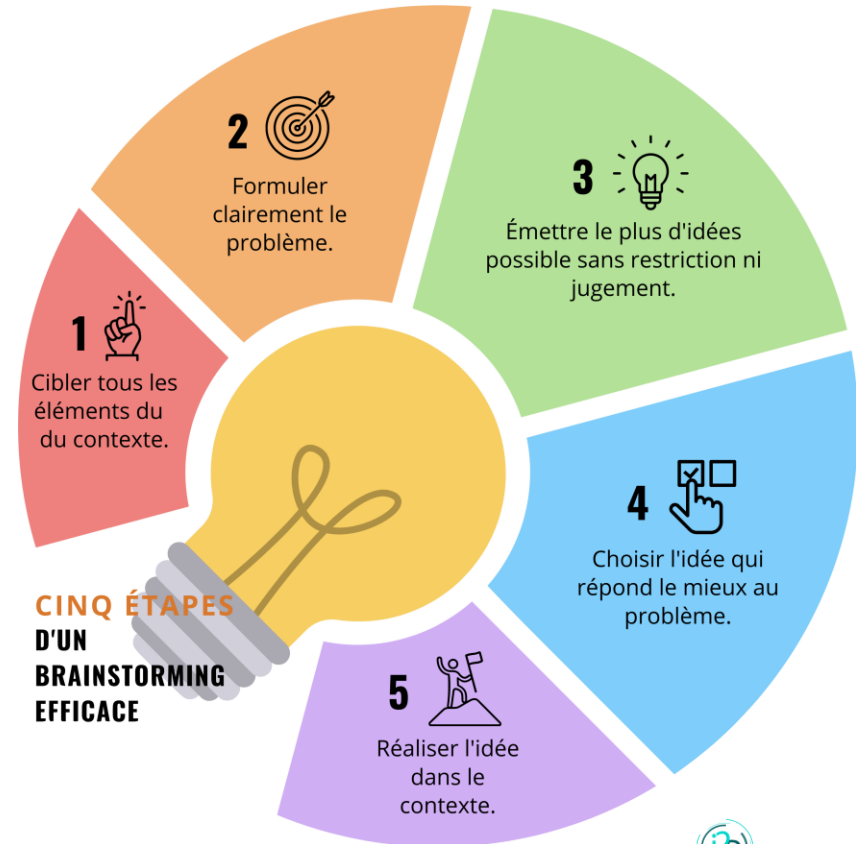 1
Cibler tous les
éléments du
du contexte.
2
Formuler
clairement le
problème.
3
Émettre le plus d'idées
possible sans restriction ni
jugement.
4
Choisir l'idée qui
répond le mieux au
problème.
5
Réaliser l'idée
dans le
contexte.
CINQ ÉTAPES
D'UN
BRAINSTORMING
EFFICACE